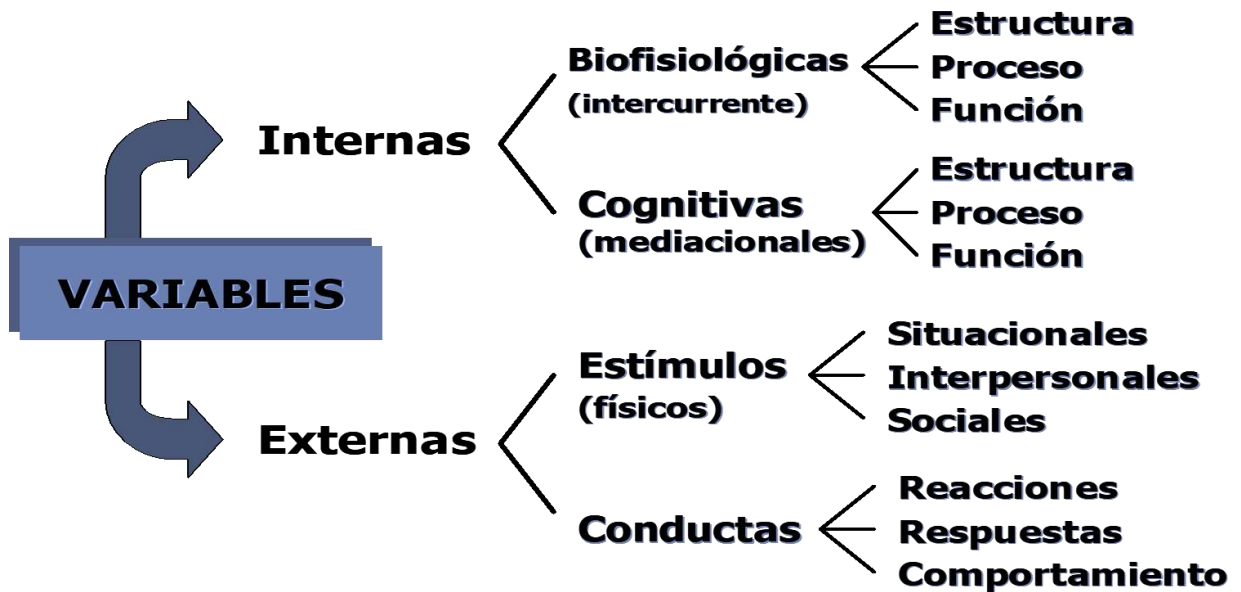 VARIABLES
Internas
Biofisiológicas
(intercurrente)
Estructura
Proceso
Función
Cognitivas
(mediacionales)
Estructura
Proceso
Función
Externas
Estímulos
(físicos)
Situacionales
Interpersonales
Sociales
Conductas
Reacciones
Respuestas
Comportamiento